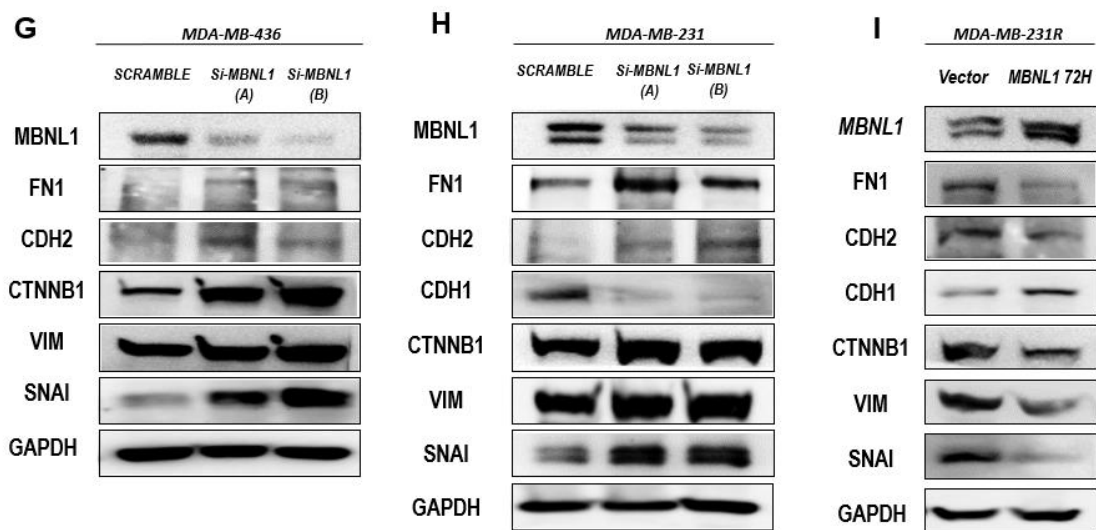 G
MDA-MB-436
SCRAMBLE Si-MBNL1 (A) Si-MBNL1 (B)
MBNL1
FN1
CDH2
CTNNB1
VIM
SNAI
GAPDH
H
MDA-MB-231
SCRAMBLE Si-MBNL1 (A) Si-MBNL1 (B)
MBNL1
FN1
CDH2
CDH1
CTNNB1
VIM
SNAI
GAPDH
I
MDA-MB-231R
Vector MBNL1 72H
MBNL1
FN1
CDH2
CDH1
CTNNB1
VIM
SNAI
GAPDH